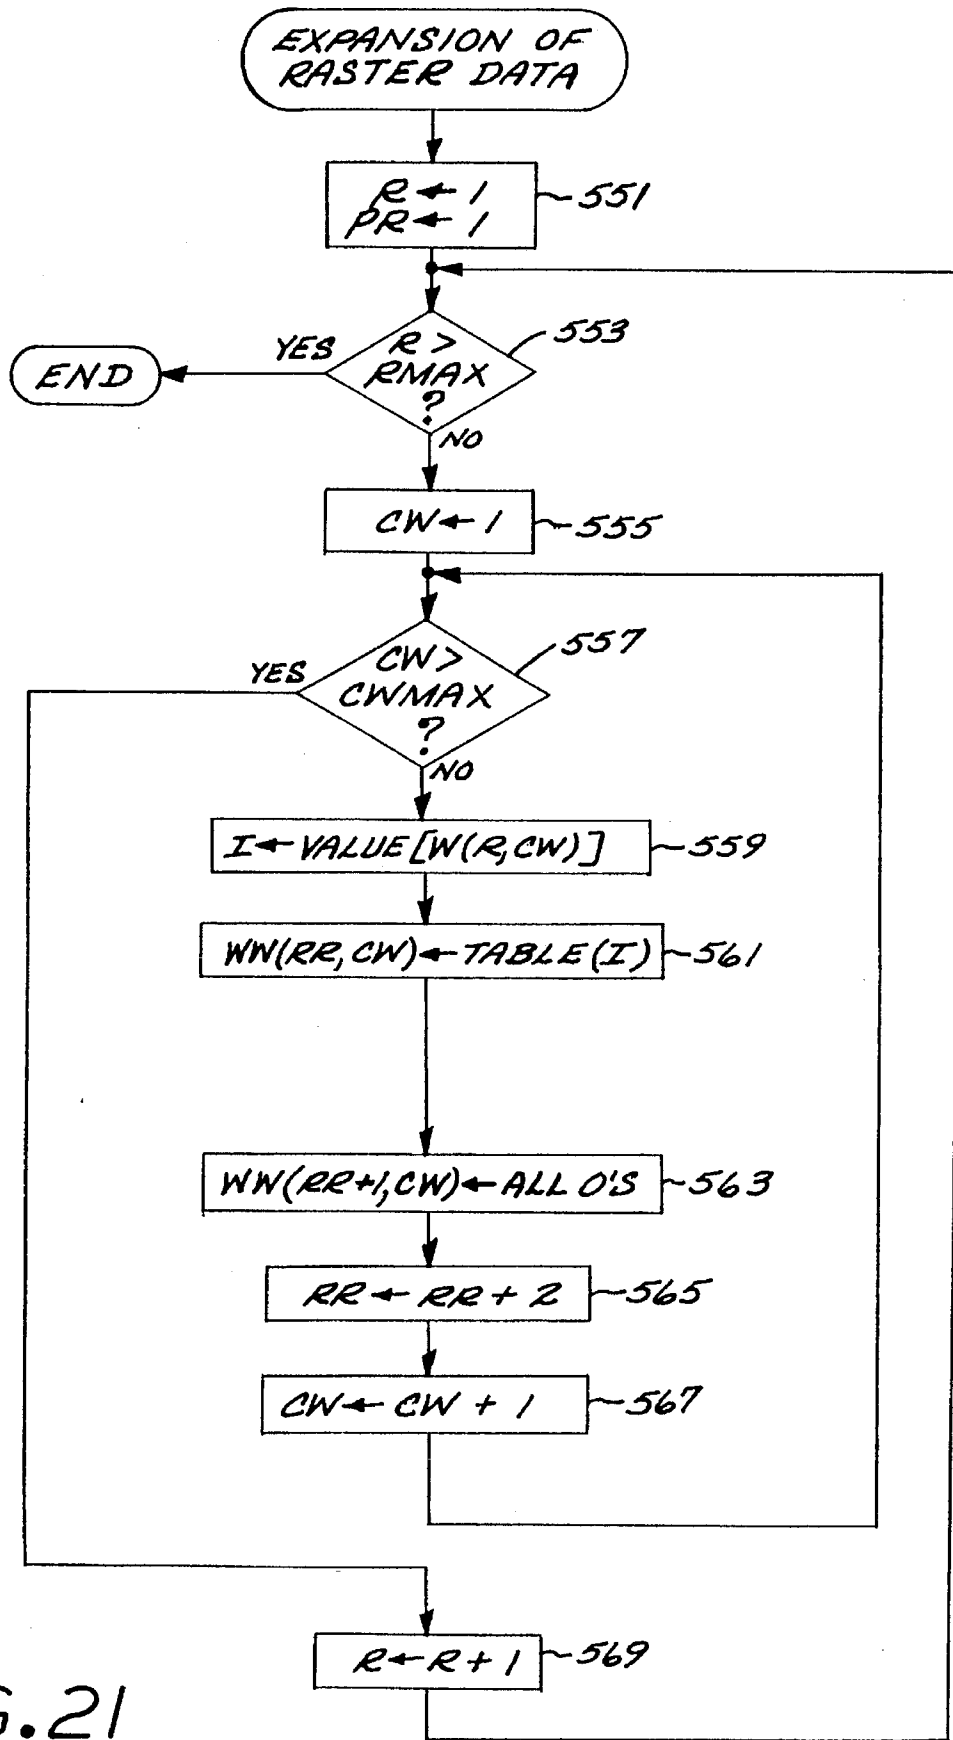 EXPANSION OF
RASTER DATA
R ← 1
PR ← 1
551
R >
RMAX
?
553
YES
END
NO
CW ← 1
555
CW >
CWMAX
?
557
YES
NO
I ← VALUE [W(R,CW)]
559
WW(RR,CW) ← TABLE(I)
561
WW(RR+1,CW) ← ALL 0'S
563
RR ← RR + 2
565
CW ← CW + 1
567
R ← R + 1
569
G.21